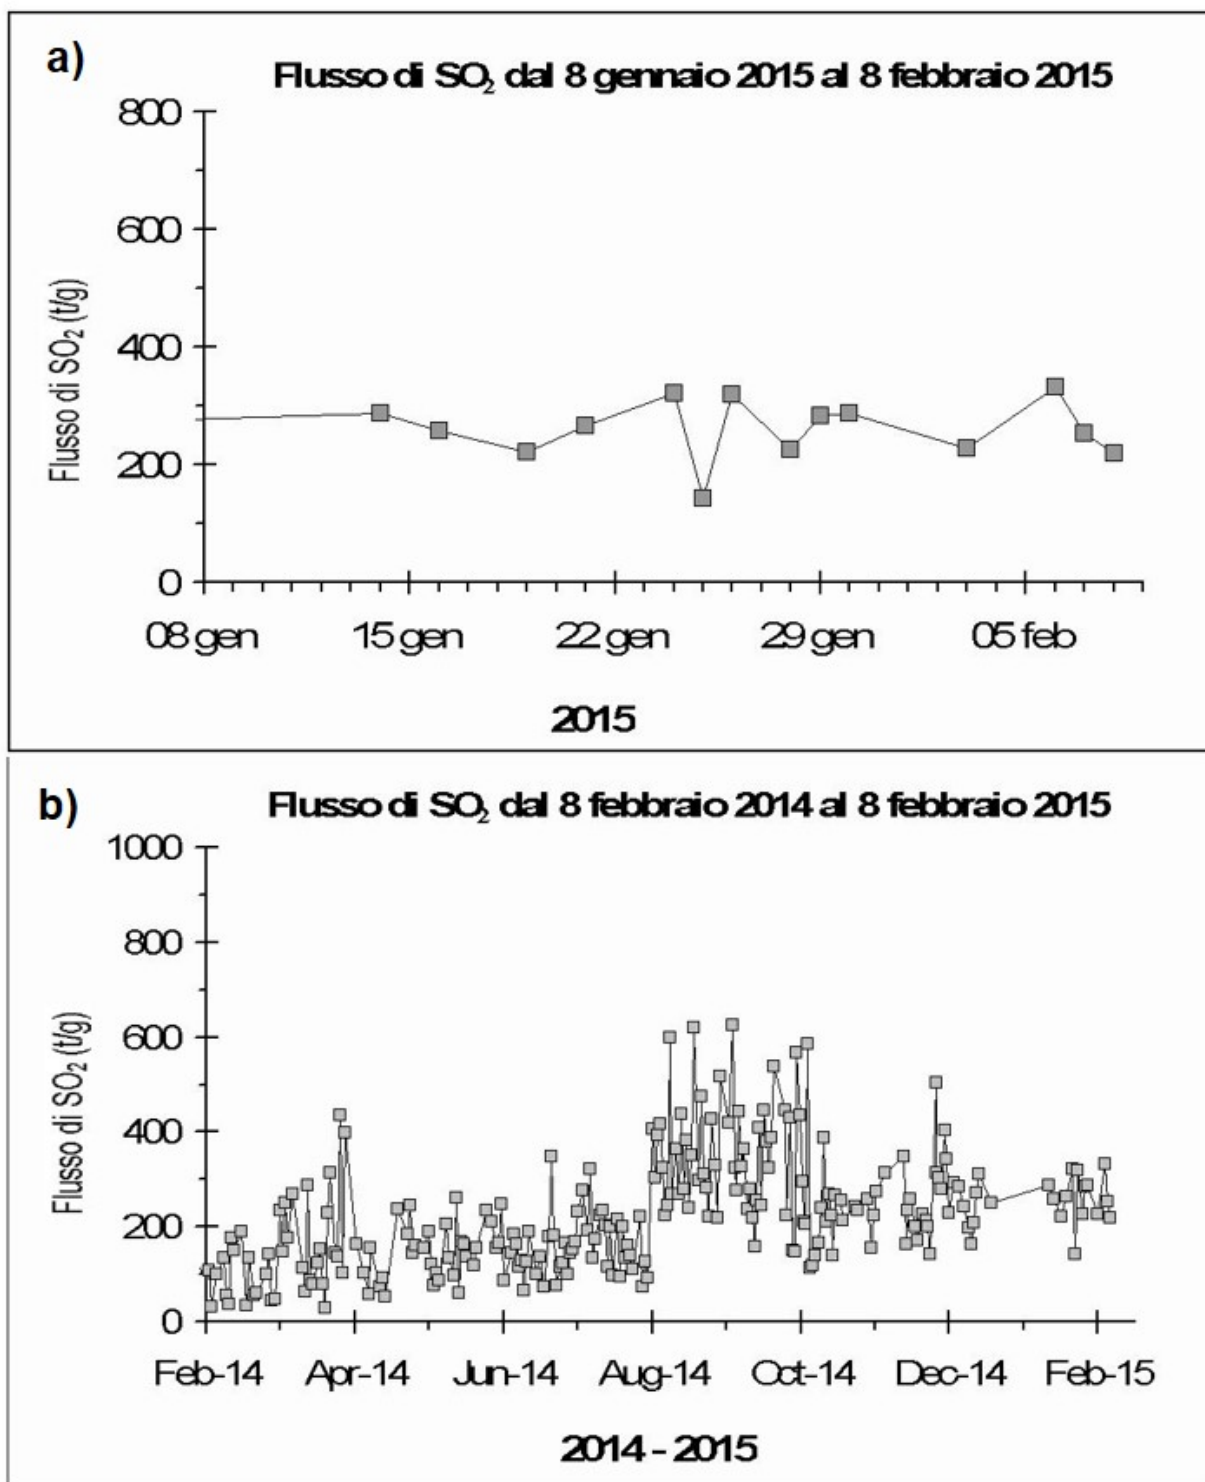 a)
Flusso di SO₂ dal 8 gennaio 2015 al 8 febbraio 2015
800
600
400
200
0
Flusso di SO₂ (t/g)
08 gen 15 gen 22 gen 29 gen 05 feb
2015
b)
Flusso di SO₂ dal 8 febbraio 2014 al 8 febbraio 2015
1000
800
600
400
200
0
Flusso di SO₂ (t/g)
Feb-14 Apr-14 Jun-14 Aug-14 Oct-14 Dec-14 Feb-15
2014 - 2015